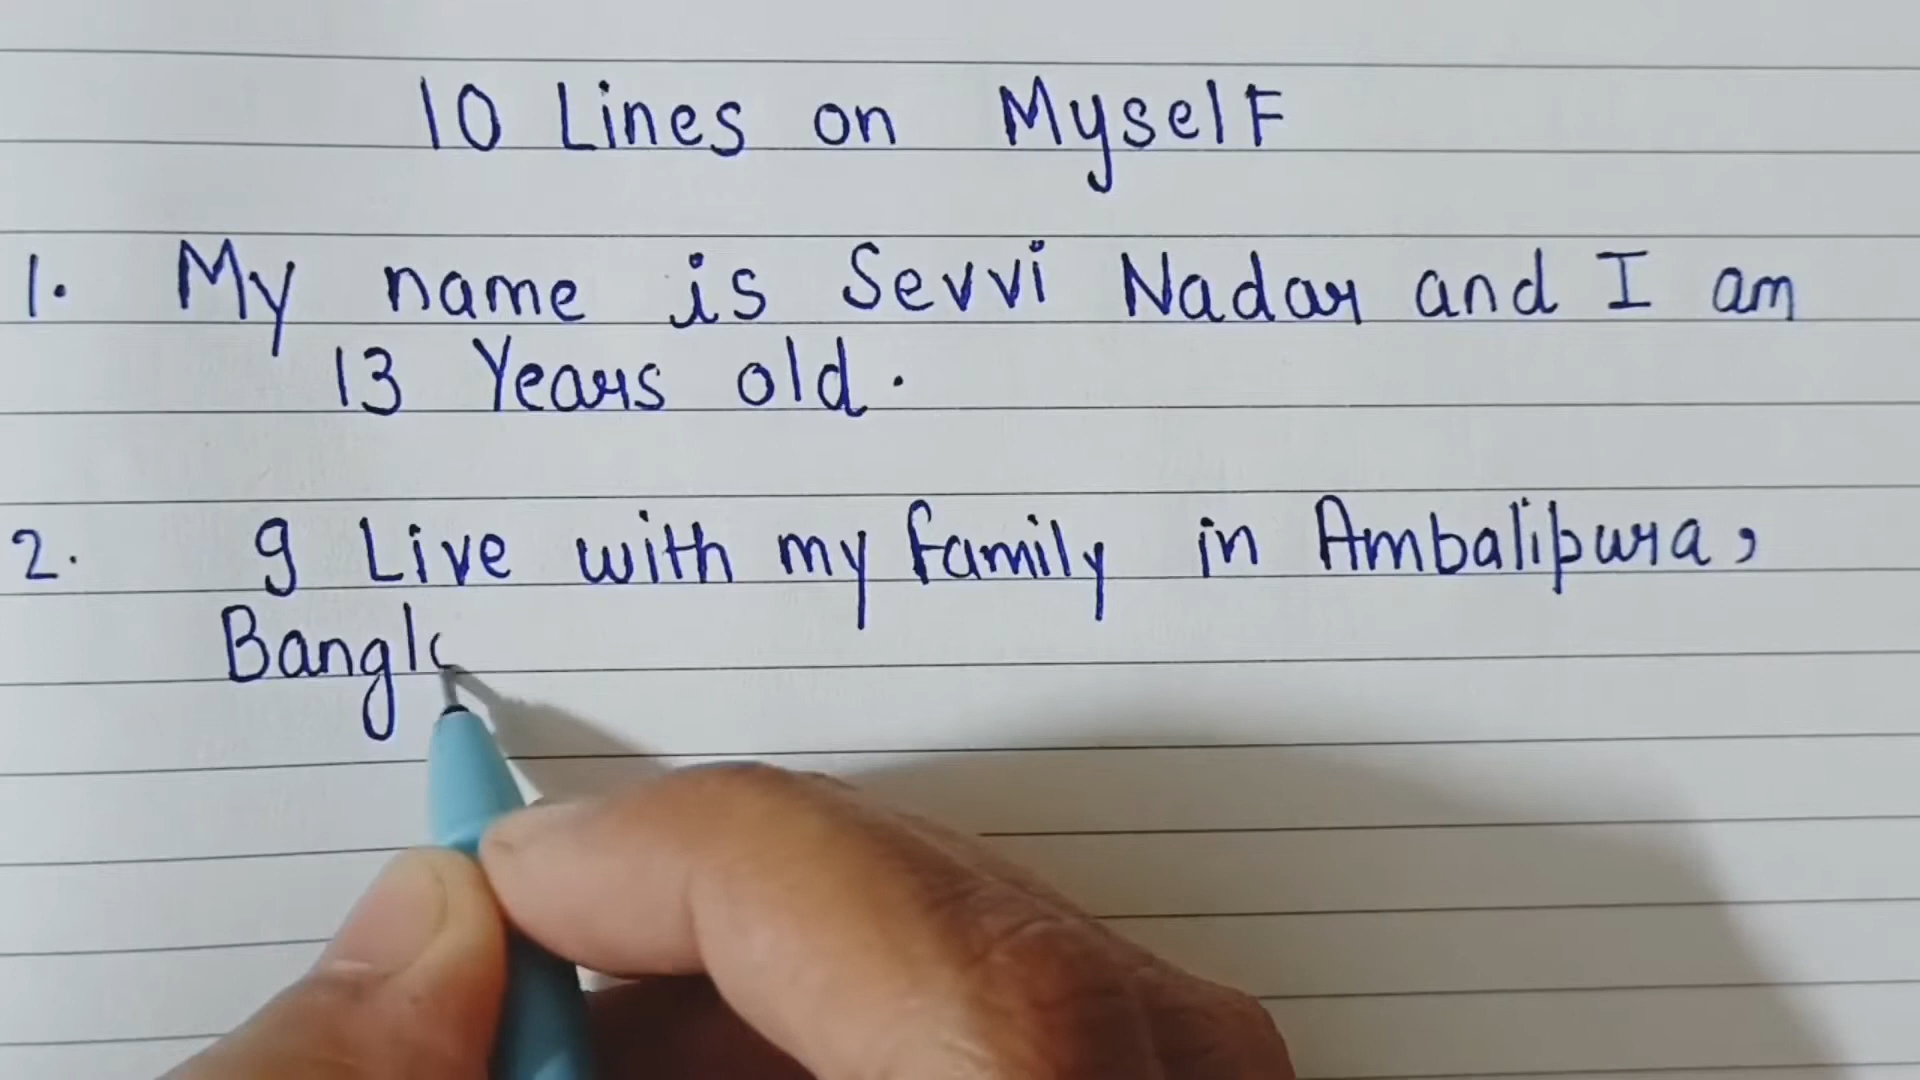 10 Lines on MyselF
1. My name is Sevvi Nadar and I am
13 Years old.
2. I Live with my family in Ambalipura,
Banglo